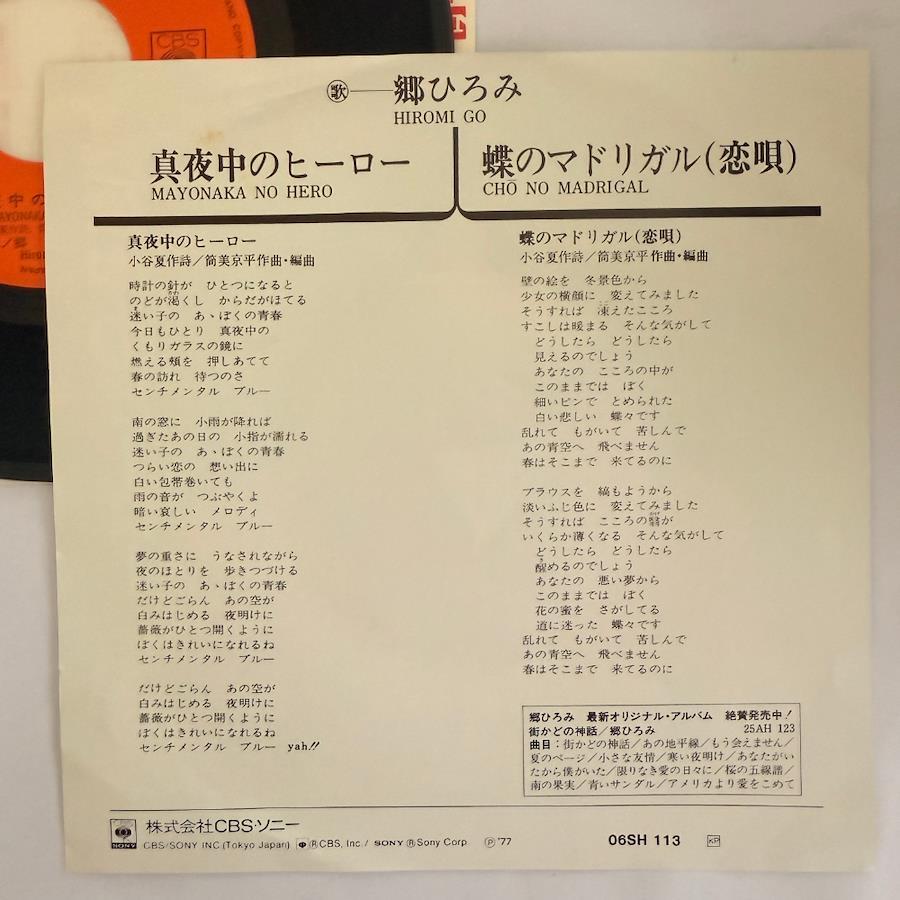 CBS
歌 郷ひろみ
HIROMI GO
真夜中のヒーロー
MAYONAKA NO HERO
蝶のマドリガル(恋唄)
CHŌ NO MADRIGAL
真夜中のヒーロー
小谷夏作詩/筒美京平作曲・編曲
時計の針が ひとつになると
のどが渇くし からだがほてる
迷い子の あゝぼくの青春
今日もひとり 真夜中の
くもりガラスの鏡に
燃える頬を 押しあてて
春の訪れ 待つのさ
センチメンタル ブルー
南の窓に 小雨が降れば
過ぎたあの日の 小指が濡れる
迷い子の あゝぼくの青春
つらい恋の 想い出に
白い包帯巻いても
雨の音が つぶやくよ
暗い哀しい メロディ
センチメンタル ブルー
夢の重さに うなされながら
夜のほとりを 歩きつづける
迷い子の あゝぼくの青春
だけどごらん あの空が
白みはじめる 夜明けに
薔薇がひとつ開くように
ぼくはきれいになれるね
センチメンタル ブルー
だけどごらん あの空が
白みはじめる 夜明けに
薔薇がひとつ開くように
ぼくはきれいになれるね
センチメンタル ブルー yah!!
蝶のマドリガル(恋唄)
小谷夏作詩/筒美京平作曲・編曲
壁の絵を 冬景色から
少女の横顔に 変えてみました
そうすれば 凍えたこころ
すこしは暖まる そんな気がして
どうしたら どうしたら
見えるのでしょう
あなたの こころの中が
このままでは ぼく
細いピンで とめられた
白い悲しい 蝶々です
乱れて もがいて 苦しんで
あの青空へ 飛べません
春はそこまで 来てるのに
ブラウスを 縞もようから
淡いふじ色に 変えてみました
そうすれば こころの が
いくらか薄くなる そんな気がして
どうしたら どうしたら
醒めるのでしょう
あなたの 悪い夢から
このままでは ぼく
花の蜜を さがしてる
道に迷った 蝶々です
乱れて もがいて 苦しんで
あの青空へ 飛べません
春はそこまで 来てるのに
郷ひろみ 最新オリジナル・アルバム 絶賛発売中!
街かどの神話/郷ひろみ 25AH 123
曲目:街かどの神話/あの地平線/もう会えません/
夏のページ/小さな友情/寒い夜明け/あなたがい
たから僕がいた/限りなき愛の日々に/桜の五線譜/
南の果実/青いサンダル/アメリカより愛をこめて
SONY
株式会社CBS・ソニー
CBS/SONY INC.(Tokyo Japan) ⓇCBS, Inc./ SONY ⓇSony Corp. Ⓟ'77
06SH 113 KP